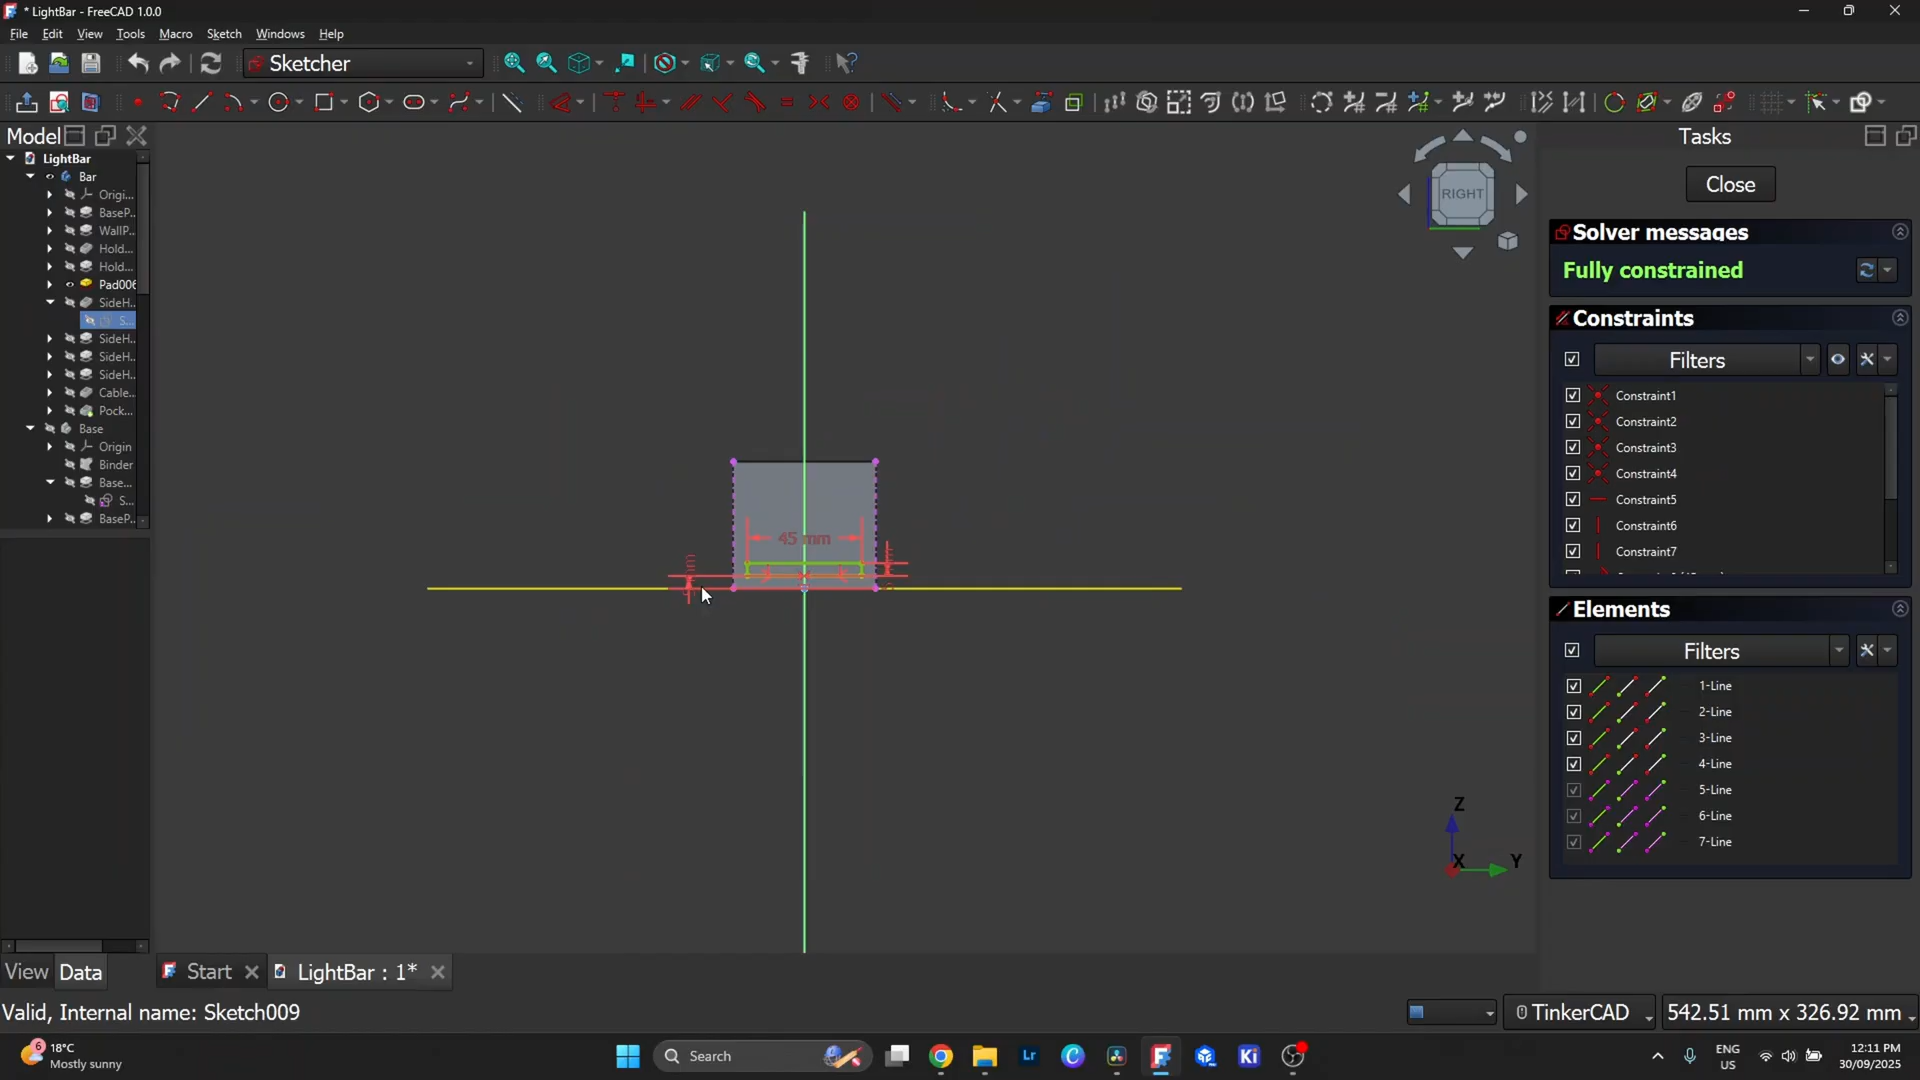 * LightBar - FreeCAD 1.0.0
File Edit View Tools Macro Sketch Windows Help
Sketcher
Model
LightBar
Bar
Origi...
BaseP...
WallP...
Hold...
Hold...
Pad006
SideH...
S...
SideH...
SideH...
SideH...
Cable...
Pock...
Base
Origin
Binder
Base...
S...
BaseP...
RIGHT
45 mm
Z
X
Y
Tasks
Close
Solver messages
Fully constrained
Constraints
Filters
Constraint1
Constraint2
Constraint3
Constraint4
Constraint5
Constraint6
Constraint7
Elements
Filters
1-Line
2-Line
3-Line
4-Line
5-Line
6-Line
7-Line
View Data
Start
LightBar : 1*
Valid, Internal name: Sketch009
TinkerCAD
542.51 mm x 326.92 mm
6
18°C
Mostly sunny
Search
Lr
Ki
ENG
US
12:11 PM
30/09/2025